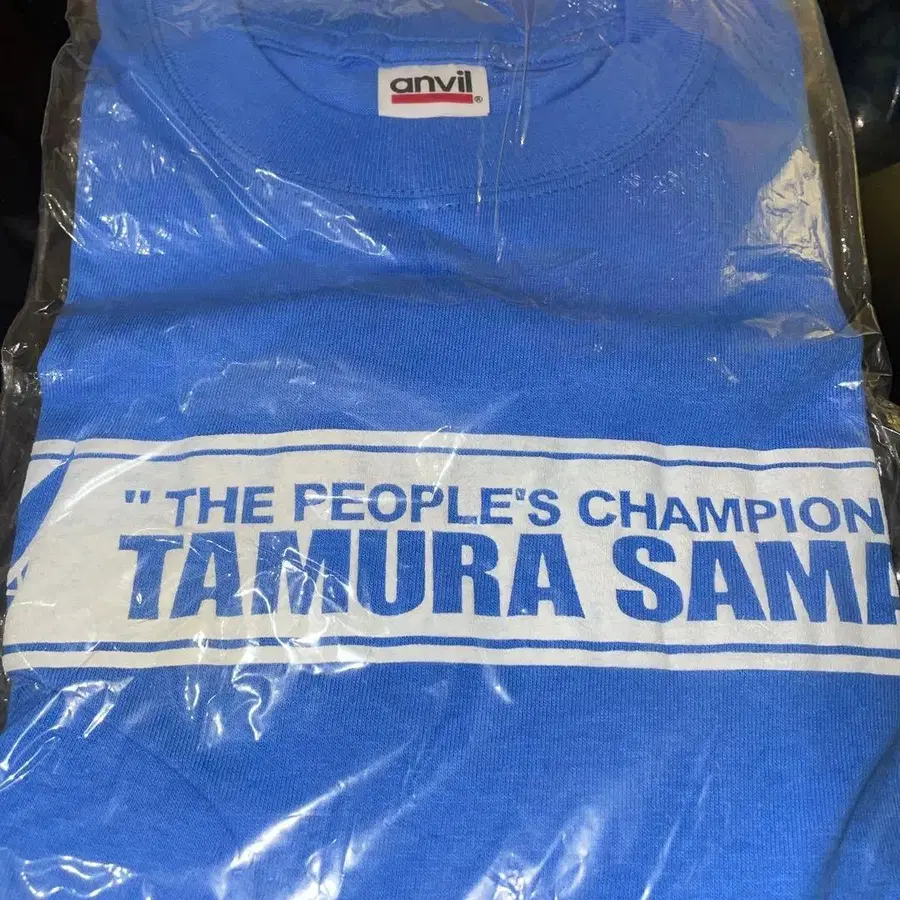 anvil
®
" THE PEOPLE'S CHAMPION
TAMURA SAMA